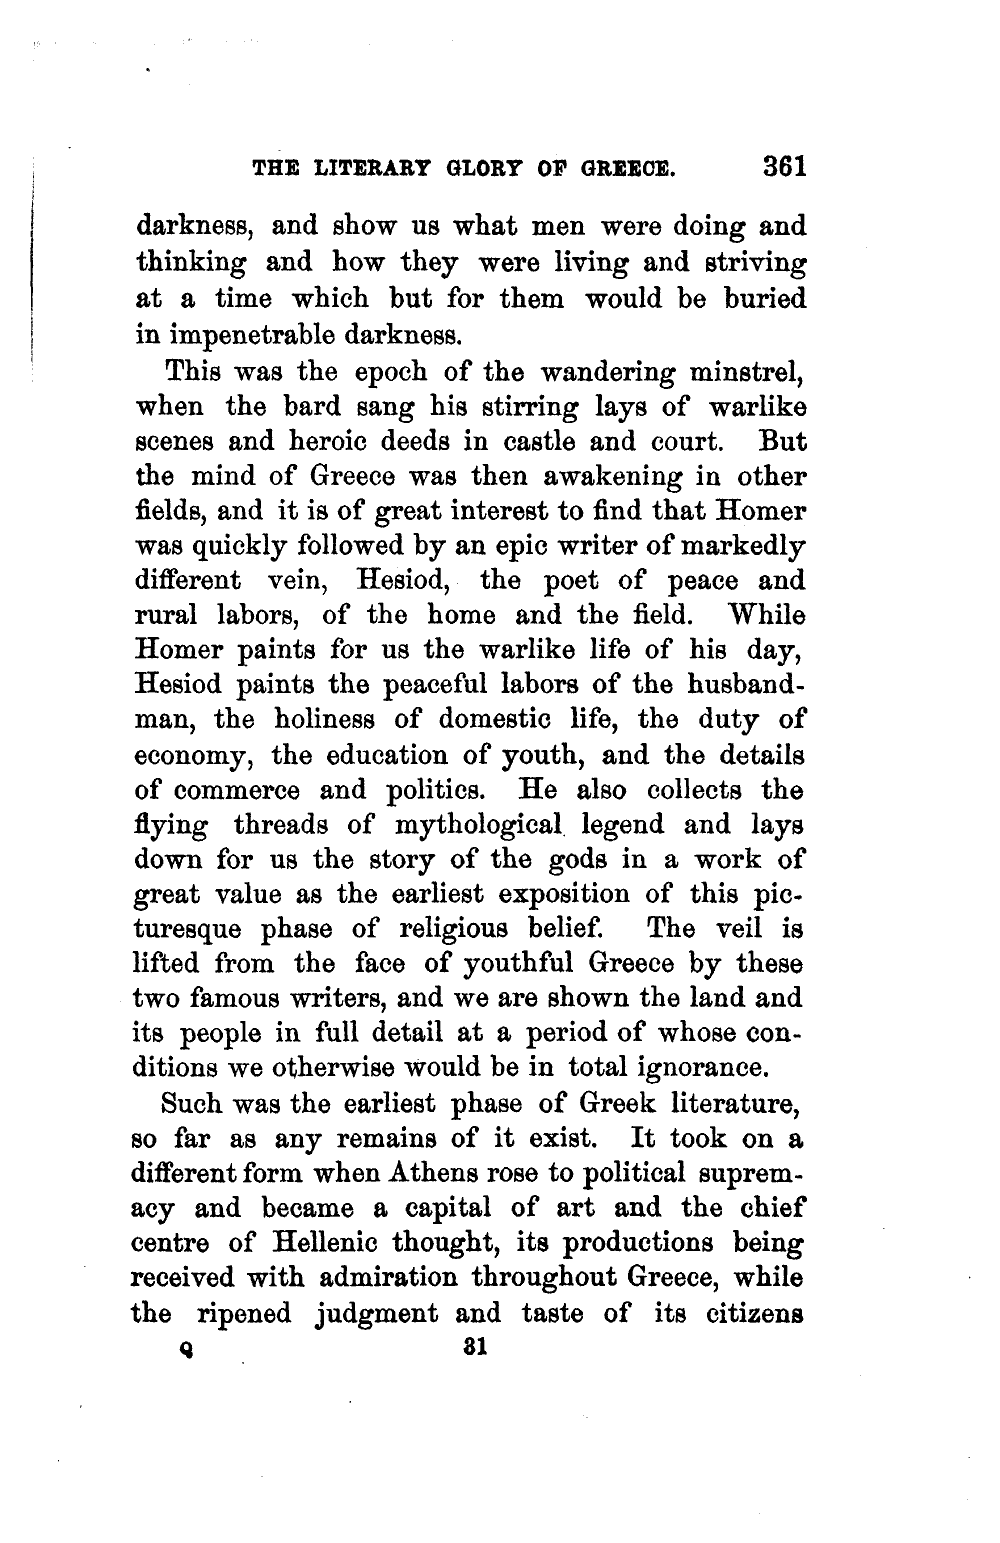 THE LITERARY GLORY OF GREECE. 361
darkness, and show us what men were doing and
thinking and how they were living and striving
at a time which but for them would be buried
in impenetrable darkness.
This was the epoch of the wandering minstrel,
when the bard sang his stirring lays of warlike
scenes and heroic deeds in castle and court. But
the mind of Greece was then awakening in other
fields, and it is of great interest to find that Homer
was quickly followed by an epic writer of markedly
different vein, Hesiod, the poet of peace and
rural labors, of the home and the field. While
Homer paints for us the warlike life of his day,
Hesiod paints the peaceful labors of the husband-
man, the holiness of domestic life, the duty of
economy, the education of youth, and the details
of commerce and politics. He also collects the
flying threads of mythological legend and lays
down for us the story of the gods in a work of
great value as the earliest exposition of this pic-
turesque phase of religious belief. The veil is
lifted from the face of youthful Greece by these
two famous writers, and we are shown the land and
its people in full detail at a period of whose con-
ditions we otherwise would be in total ignorance.
Such was the earliest phase of Greek literature,
so far as any remains of it exist. It took on a
different form when Athens rose to political suprem-
acy and became a capital of art and the chief
centre of Hellenic thought, its productions being
received with admiration throughout Greece, while
the ripened judgment and taste of its citizens
Q 31